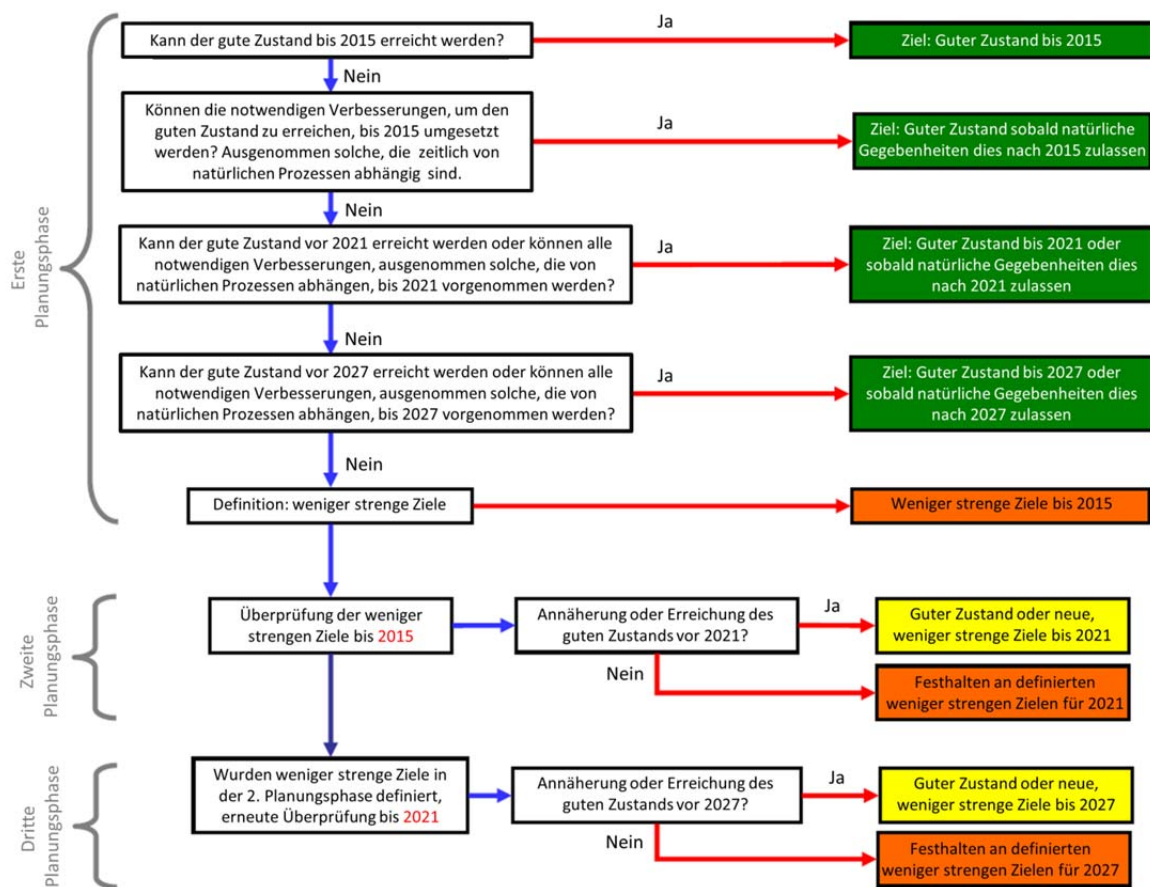 Erste
Planungsphase
Kann der gute Zustand bis 2015 erreicht werden?
Ja
Ziel: Guter Zustand bis 2015
Nein
Können die notwendigen Verbesserungen, um den
guten Zustand zu erreichen, bis 2015 umgesetzt
werden? Ausgenommen solche, die zeitlich von
natürlichen Prozessen abhängig sind.
Ja
Ziel: Guter Zustand sobald natürliche
Gegebenheiten dies nach 2015 zulassen
Nein
Kann der gute Zustand vor 2021 erreicht werden oder können alle
notwendigen Verbesserungen, ausgenommen solche, die von
natürlichen Prozessen abhängen, bis 2021 vorgenommen werden?
Ja
Ziel: Guter Zustand bis 2021 oder
sobald natürliche Gegebenheiten dies
nach 2021 zulassen
Nein
Kann der gute Zustand vor 2027 erreicht werden oder können alle
notwendigen Verbesserungen, ausgenommen solche, die von
natürlichen Prozessen abhängen, bis 2027 vorgenommen werden?
Ja
Ziel: Guter Zustand bis 2027 oder
sobald natürliche Gegebenheiten dies
nach 2027 zulassen
Nein
Definition: weniger strenge Ziele
Weniger strenge Ziele bis 2015
Zweite
Planungsphase
Überprüfung der weniger
strengen Ziele bis 2015
Annäherung oder Erreichung des
guten Zustands vor 2021?
Ja
Guter Zustand oder neue,
weniger strenge Ziele bis 2021
Nein
Festhalten an definierten
weniger strengen Zielen für 2021
Dritte
Planungsphase
Wurden weniger strenge Ziele in
der 2. Planungsphase definiert,
erneute Überprüfung bis 2021
Annäherung oder Erreichung des
guten Zustands vor 2027?
Ja
Guter Zustand oder neue,
weniger strenge Ziele bis 2027
Nein
Festhalten an definierten
weniger strengen Zielen für 2027